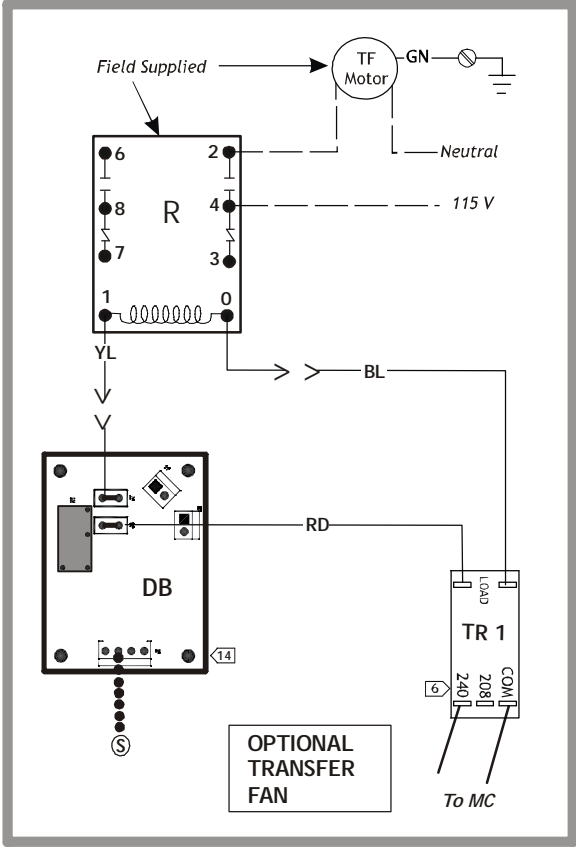 Field Supplied
TF
Motor
GN
Neutral
115 V
6
2
8
R
4
7
3
1
0
YL
BL
RD
DB
14
LOAD
TR 1
6
240
208
COM
S
OPTIONAL
TRANSFER
FAN
To MC